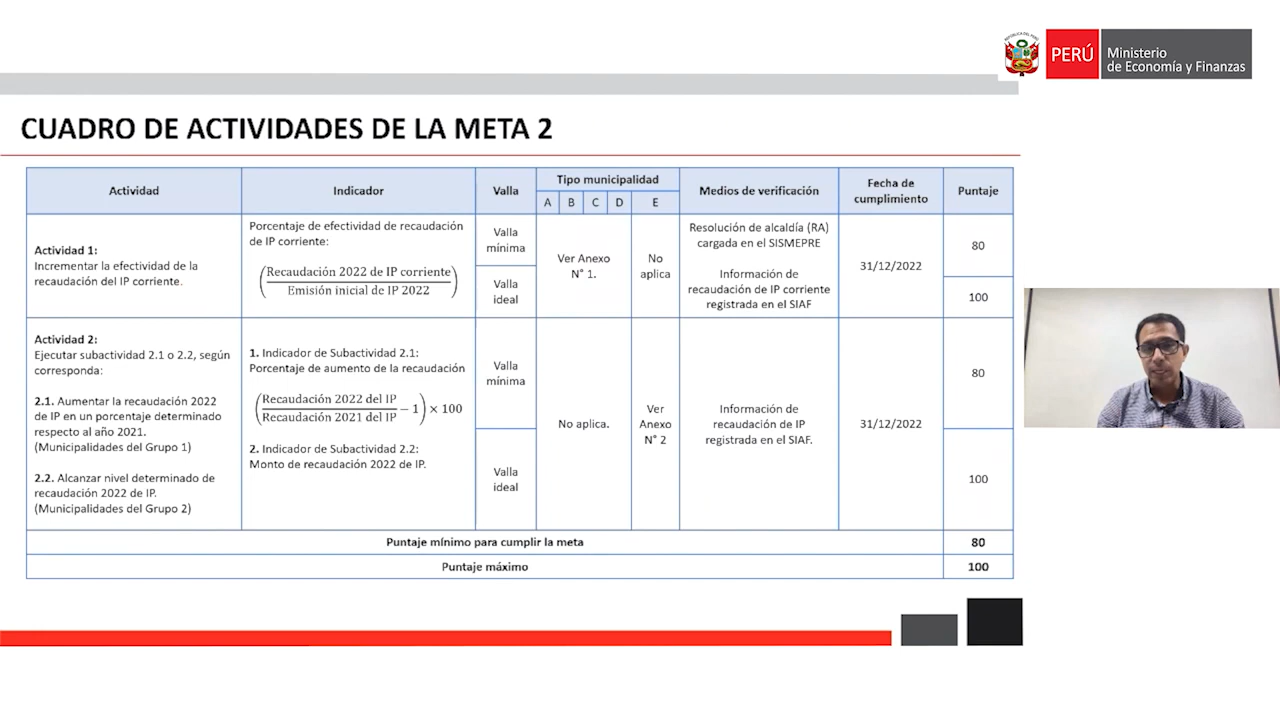 REPÚBLICA DEL PERÚ
PERÚ
Ministerio
de Economía y Finanzas
CUADRO DE ACTIVIDADES DE LA META 2
Actividad
Indicador
Valla
Tipo municipalidad
A B C D E
Medios de verificación
Fecha de
cumplimiento
Puntaje
Actividad 1:
Incrementar la efectividad de la
recaudación del IP corriente.
Porcentaje de efectividad de recaudación
de IP corriente:
(Recaudación 2022 de IP corriente
Emisión inicial de IP 2022)
Valla
mínima
Valla
ideal
Ver Anexo
N° 1.
No
aplica
Resolución de alcaldía (RA)
cargada en el SISMEPRE
Información de
recaudación de IP corriente
registrada en el SIAF
31/12/2022
80
100
Actividad 2:
Ejecutar subactividad 2.1 o 2.2, según
corresponda:
2.1. Aumentar la recaudación 2022
de IP en un porcentaje determinado
respecto al año 2021.
(Municipalidades del Grupo 1)
2.2. Alcanzar nivel determinado de
recaudación 2022 de IP.
(Municipalidades del Grupo 2)
1. Indicador de Subactividad 2.1:
Porcentaje de aumento de la recaudación
(Recaudación 2022 del IP
Recaudación 2021 del IP − 1) × 100
2. Indicador de Subactividad 2.2:
Monto de recaudación 2022 de IP.
Valla
mínima
Valla
ideal
No aplica.
Ver
Anexo
N° 2
Información de
recaudación de IP
registrada en el SIAF.
31/12/2022
80
100
Puntaje mínimo para cumplir la meta 80
Puntaje máximo 100